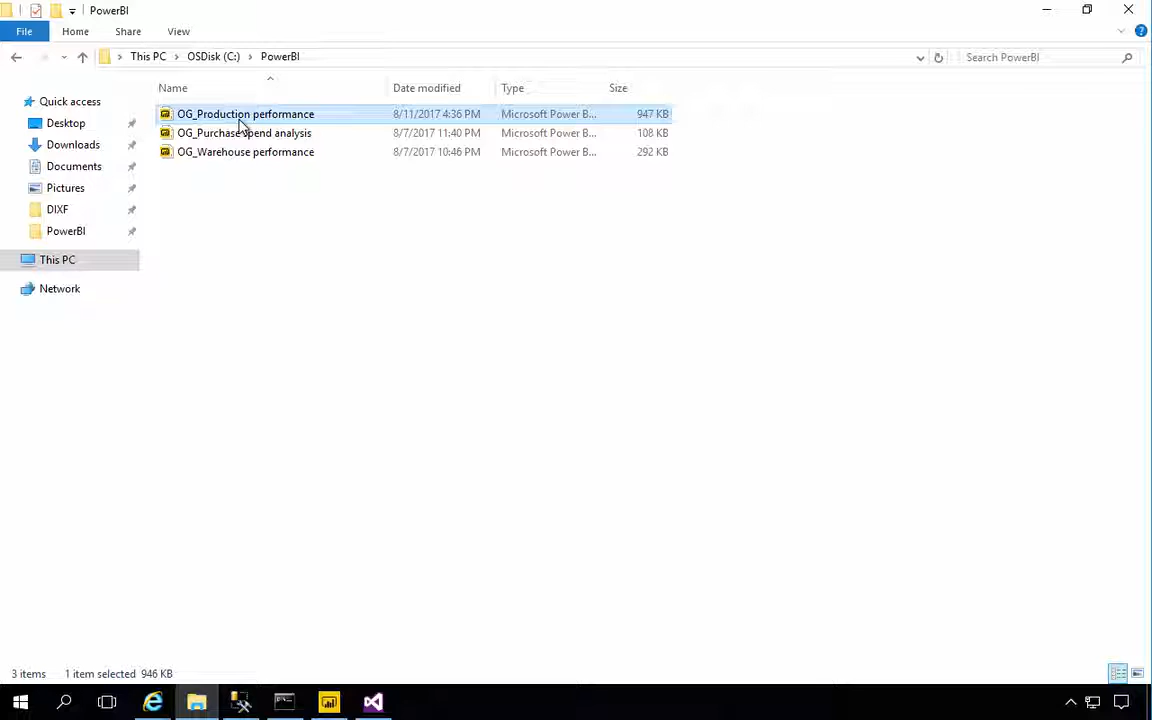 PowerBI
File Home Share View
This PC OSDisk (C:) PowerBI Search PowerBI
Name Date modified Type Size
Quick access
Desktop
Downloads
Documents
Pictures
DIXF
PowerBI
This PC
Network
OG_Production performance 8/11/2017 4:36 PM Microsoft Power B... 947 KB
OG_Purchase spend analysis 8/7/2017 11:40 PM Microsoft Power B... 108 KB
OG_Warehouse performance 8/7/2017 10:46 PM Microsoft Power B... 292 KB
3 items 1 item selected 946 KB